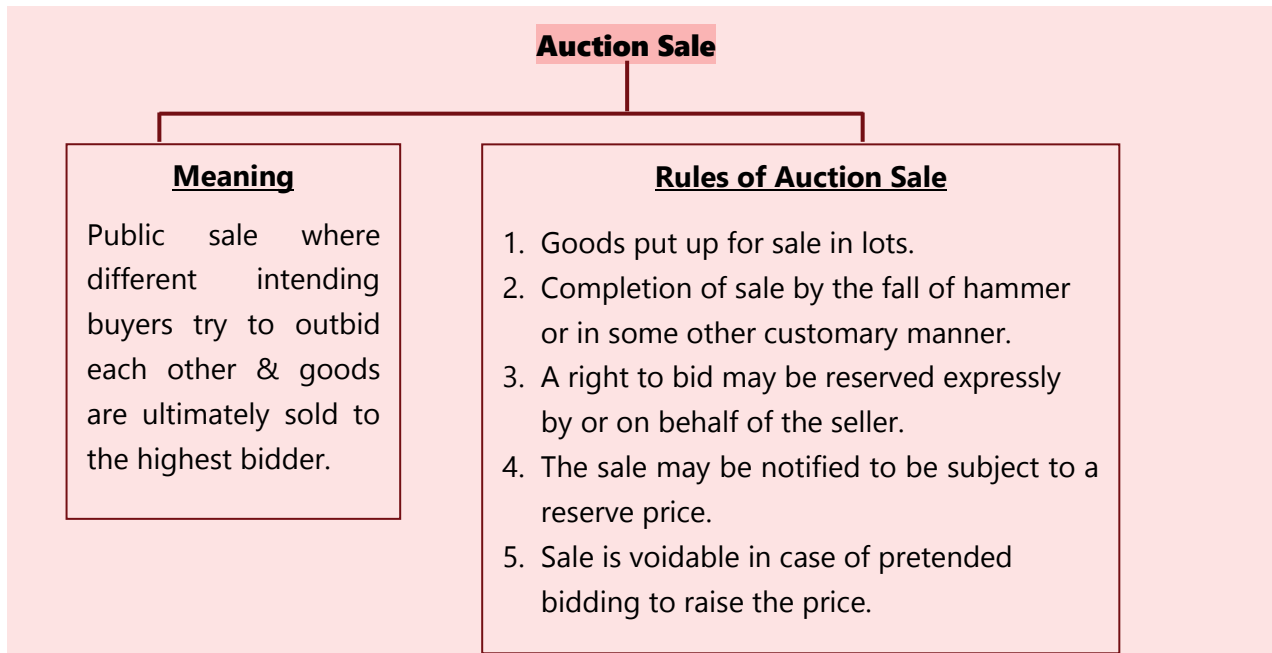 Auction Sale
Meaning
Public sale where
different intending
buyers try to outbid
each other & goods
are ultimately sold to
the highest bidder.
Rules of Auction Sale
1. Goods put up for sale in lots.
2. Completion of sale by the fall of hammer
or in some other customary manner.
3. A right to bid may be reserved expressly
by or on behalf of the seller.
4. The sale may be notified to be subject to a
reserve price.
5. Sale is voidable in case of pretended
bidding to raise the price.